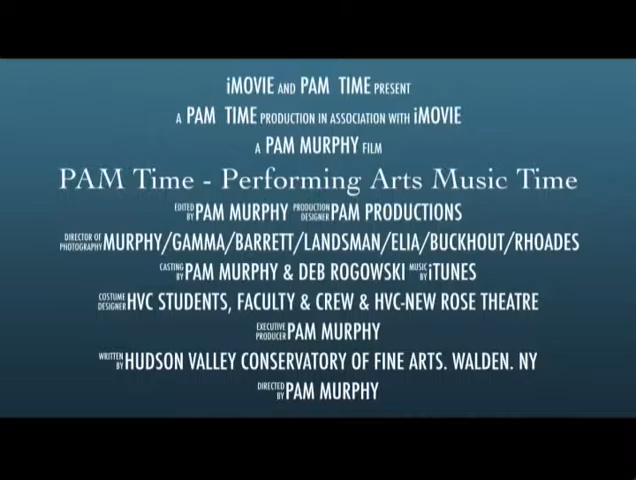 iMOVIE AND PAM TIME PRESENT
A PAM TIME PRODUCTION IN ASSOCIATION WITH iMOVIE
A PAM MURPHY FILM
PAM Time - Performing Arts Music Time
EDITED BY PAM MURPHY PRODUCTION DESIGNER PAM PRODUCTIONS
DIRECTOR OF PHOTOGRAPHY MURPHY/GAMMA/BARRETT/LANDSMAN/ELIA/BUCKHOUT/RHOADES
CASTING BY PAM MURPHY & DEB ROGOWSKI MUSIC BY iTUNES
COSTUME DESIGNER HVC STUDENTS, FACULTY & CREW & HVC-NEW ROSE THEATRE
EXECUTIVE PRODUCER PAM MURPHY
WRITTEN BY HUDSON VALLEY CONSERVATORY OF FINE ARTS. WALDEN. NY
DIRECTED BY PAM MURPHY